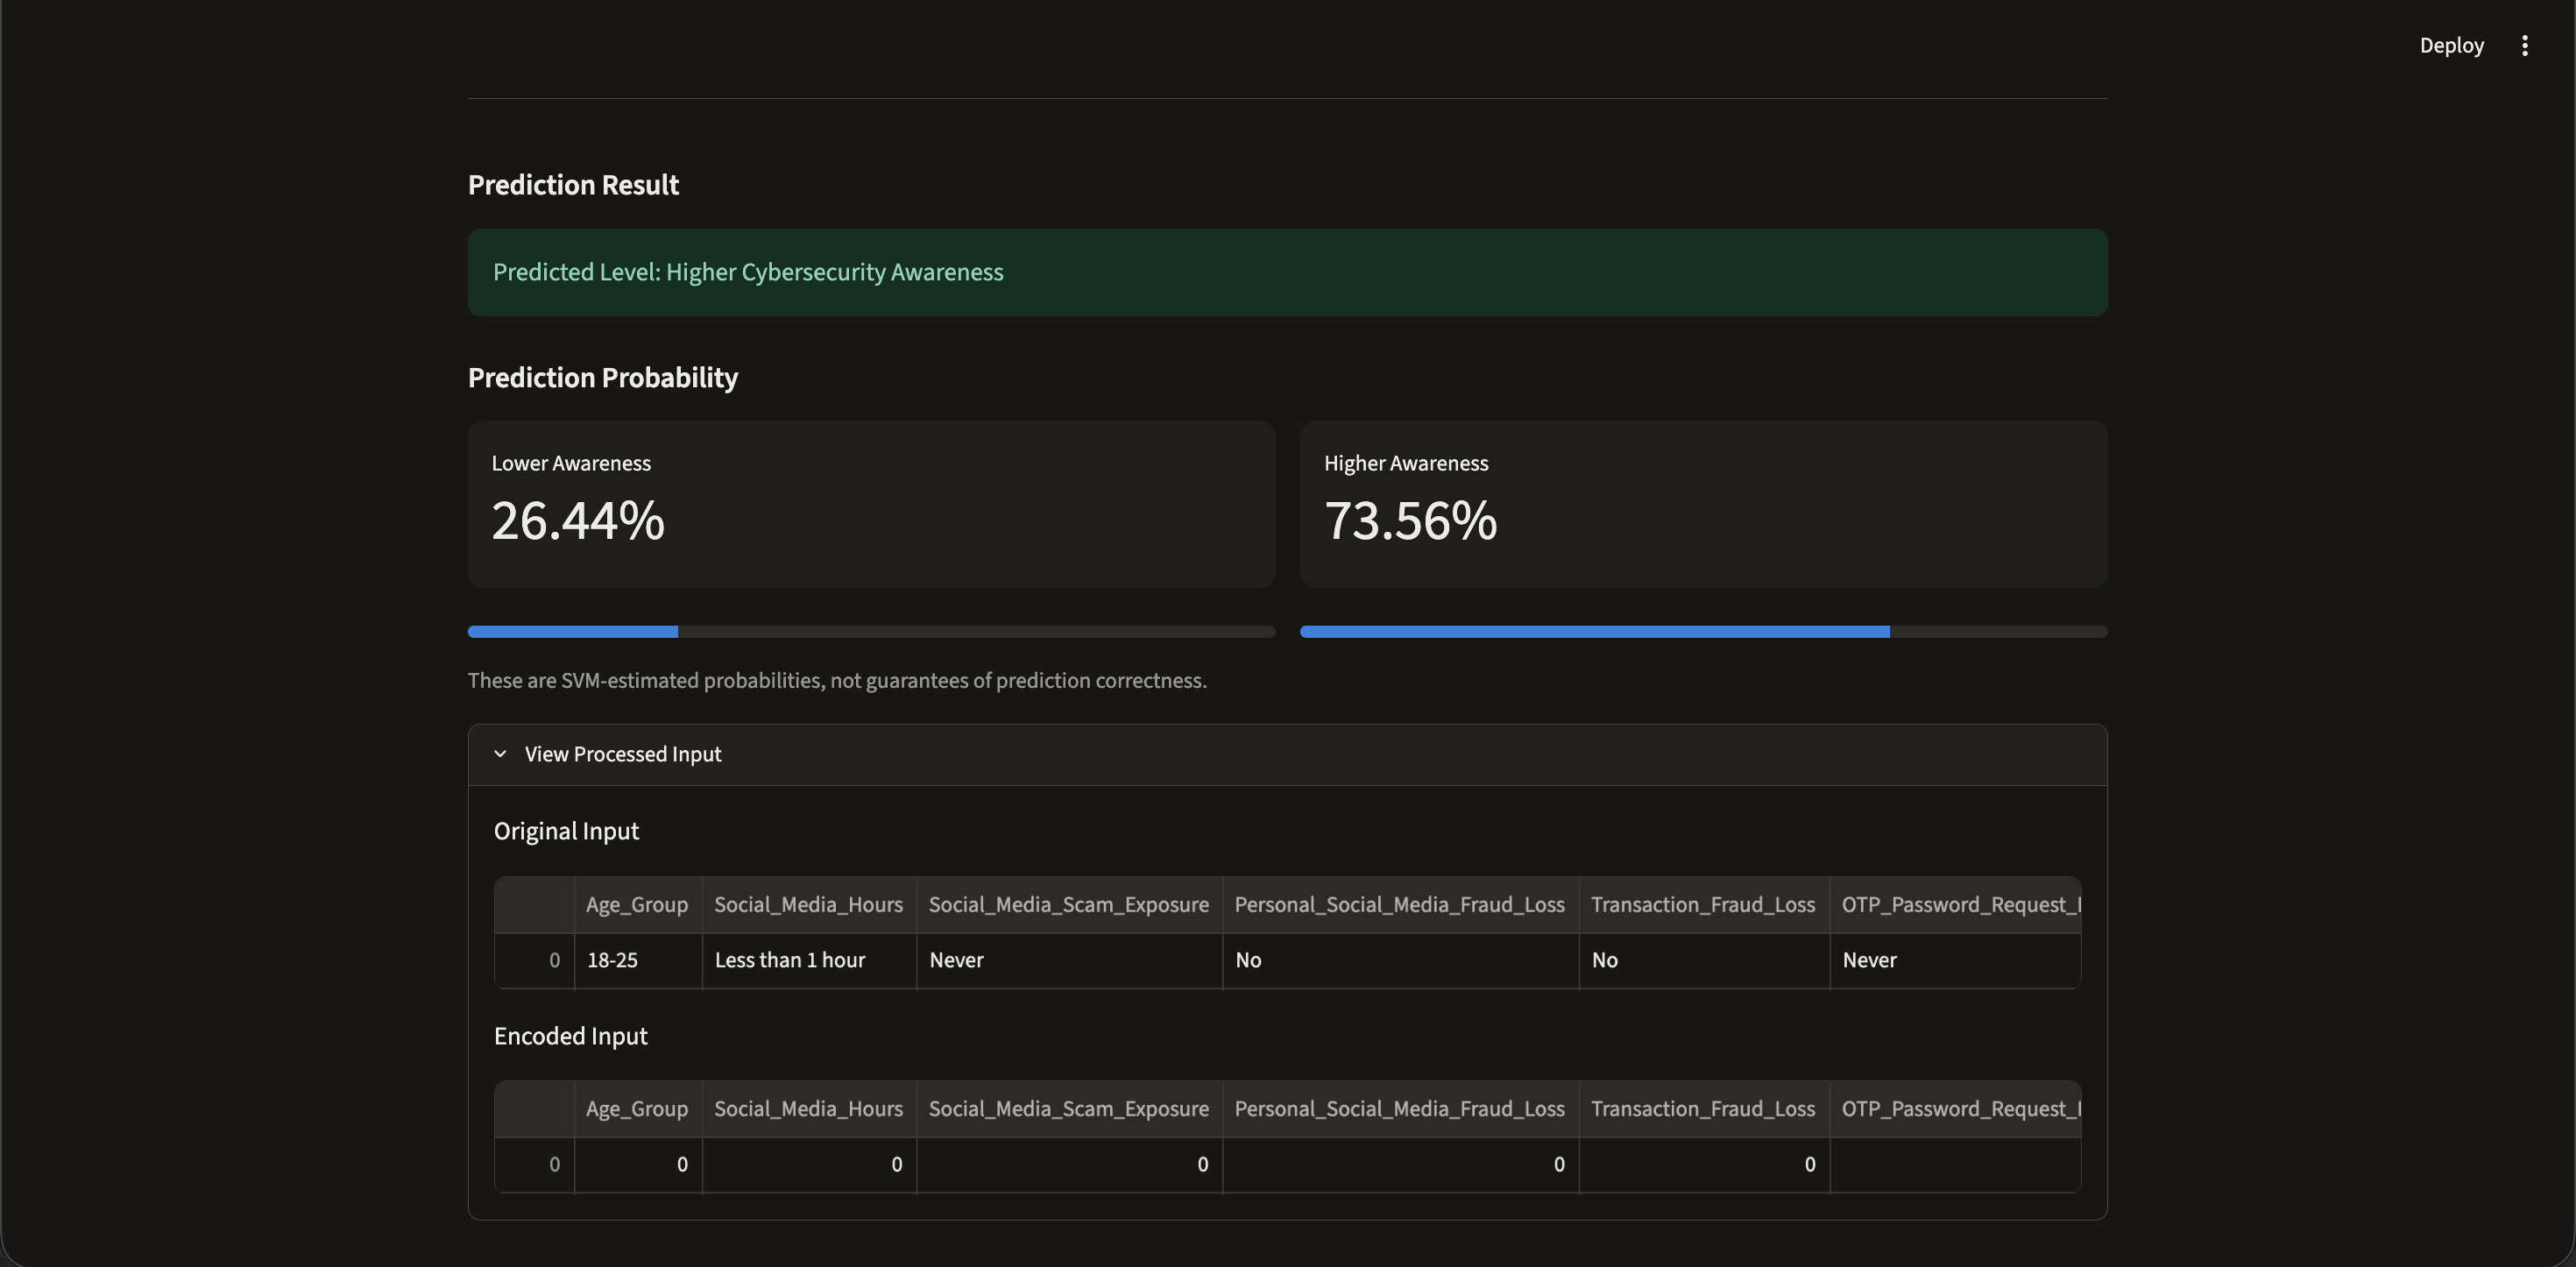 Deploy
Prediction Result
Predicted Level: Higher Cybersecurity Awareness
Prediction Probability
Lower Awareness Higher Awareness
26.44% 73.56%
These are SVM-estimated probabilities, not guarantees of prediction correctness.
View Processed Input
Original Input
Age_Group Social_Media_Hours Social_Media_Scam_Exposure Personal_Social_Media_Fraud_Loss Transaction_Fraud_Loss OTP_Password_Request_
0 18-25 Less than 1 hour Never No No Never
Encoded Input
Age_Group Social_Media_Hours Social_Media_Scam_Exposure Personal_Social_Media_Fraud_Loss Transaction_Fraud_Loss OTP_Password_Request_
0 0 0 0 0 0